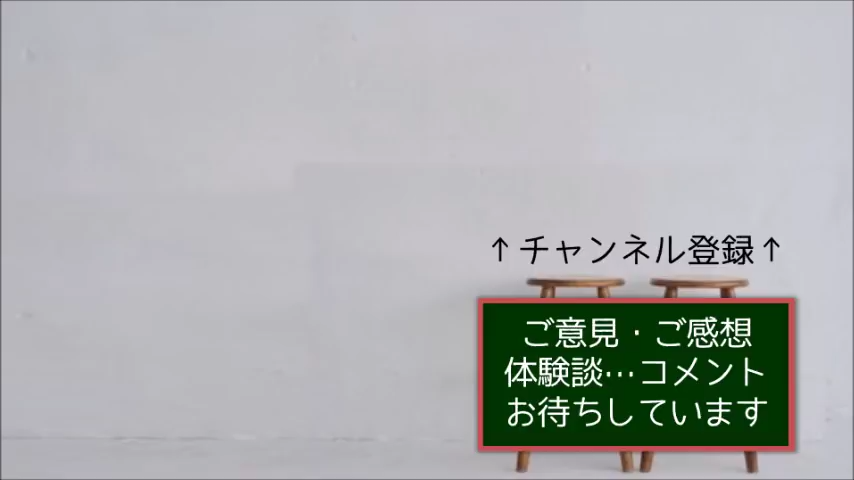 ↑チャンネル登録↑
ご意見・ご感想
体験談…コメント
お待ちしています